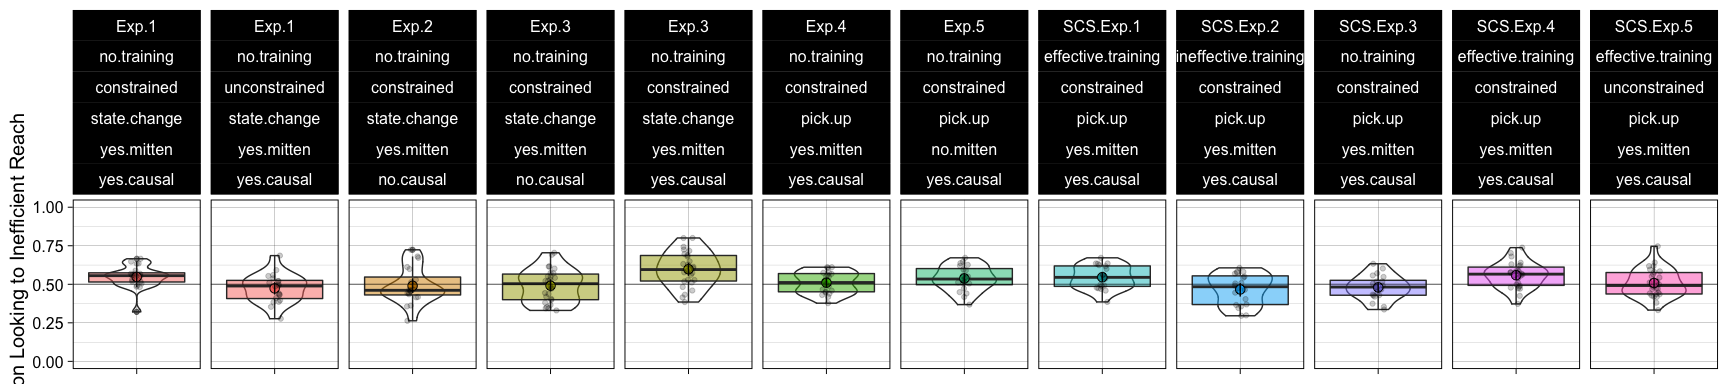 Exp.1 Exp.1 Exp.2 Exp.3 Exp.3 Exp.4 Exp.5 SCS.Exp.1 SCS.Exp.2 SCS.Exp.3 SCS.Exp.4 SCS.Exp.5
no.training no.training no.training no.training no.training no.training no.training effective.training ineffective.training no.training effective.training effective.training
constrained unconstrained constrained constrained constrained constrained constrained constrained constrained constrained constrained unconstrained
state.change state.change state.change state.change state.change pick.up pick.up pick.up pick.up pick.up pick.up pick.up
yes.mitten yes.mitten yes.mitten yes.mitten yes.mitten yes.mitten no.mitten yes.mitten yes.mitten yes.mitten yes.mitten yes.mitten
yes.causal yes.causal no.causal no.causal yes.causal yes.causal yes.causal yes.causal yes.causal yes.causal yes.causal yes.causal
on Looking to Inefficient Reach
1.00
0.75
0.50
0.25
0.00